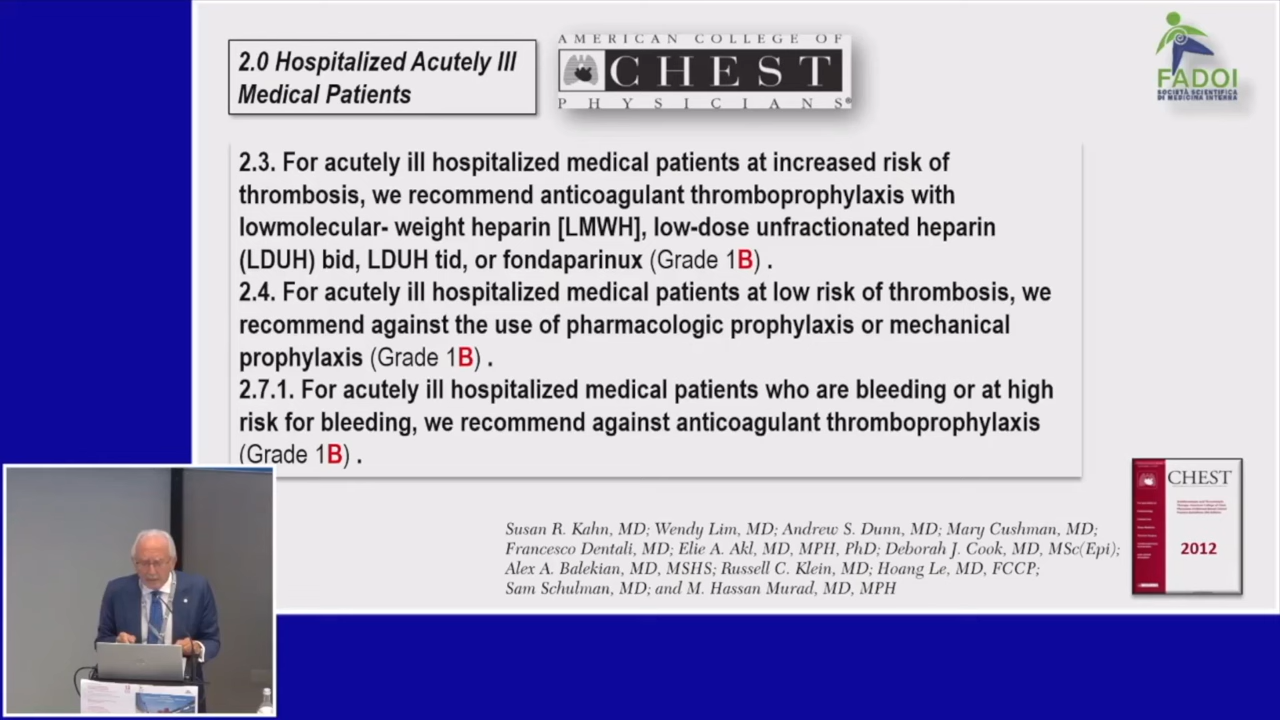 2.0 Hospitalized Acutely Ill
Medical Patients
AMERICAN COLLEGE OF
CHEST
PHYSICIANS®
FADOI
SOCIETÀ SCIENTIFICA
DI MEDICINA INTERNA
2.3. For acutely ill hospitalized medical patients at increased risk of
thrombosis, we recommend anticoagulant thromboprophylaxis with
lowmolecular- weight heparin [LMWH], low-dose unfractionated heparin
(LDUH) bid, LDUH tid, or fondaparinux (Grade 1B) .
2.4. For acutely ill hospitalized medical patients at low risk of thrombosis, we
recommend against the use of pharmacologic prophylaxis or mechanical
prophylaxis (Grade 1B) .
2.7.1. For acutely ill hospitalized medical patients who are bleeding or at high
risk for bleeding, we recommend against anticoagulant thromboprophylaxis
(Grade 1B) .
Susan R. Kahn, MD; Wendy Lim, MD; Andrew S. Dunn, MD; Mary Cushman, MD;
Francesco Dentali, MD; Elie A. Akl, MD, MPH, PhD; Deborah J. Cook, MD, MSc(Epi);
Alex A. Balekian, MD, MSHS; Russell C. Klein, MD; Hoang Le, MD, FCCP;
Sam Schulman, MD; and M. Hassan Murad, MD, MPH
CHEST
2012